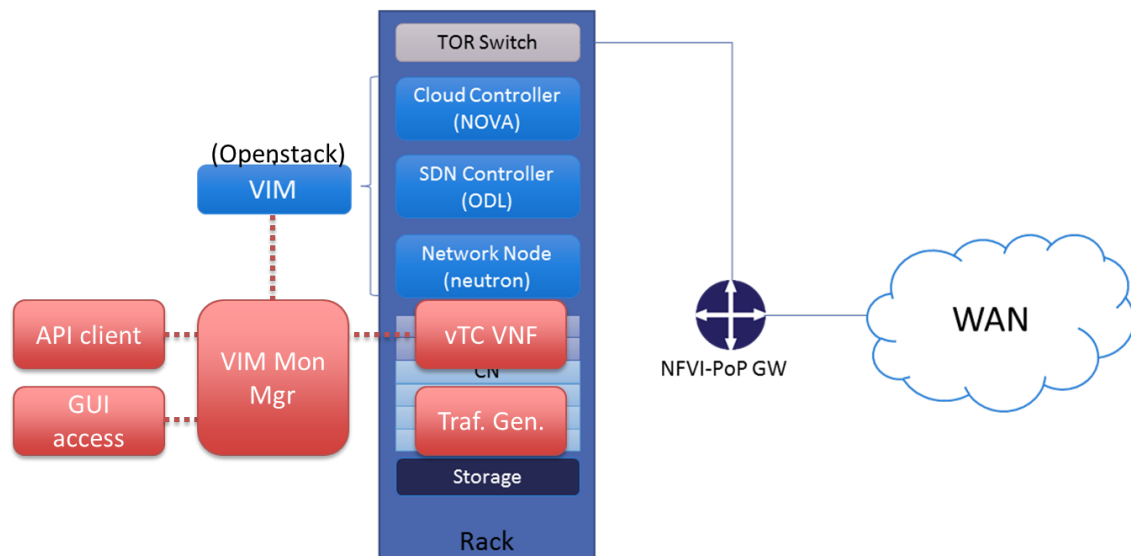 TOR Switch
Cloud Controller
(NOVA)
(Openstack)
VIM
SDN Controller
(ODL)
Network Node
(neutron)
API client
VIM Mon
Mgr
vTC VNF
CN
GUI
access
Traf. Gen.
Storage
Rack
NFVI-PoP GW
WAN